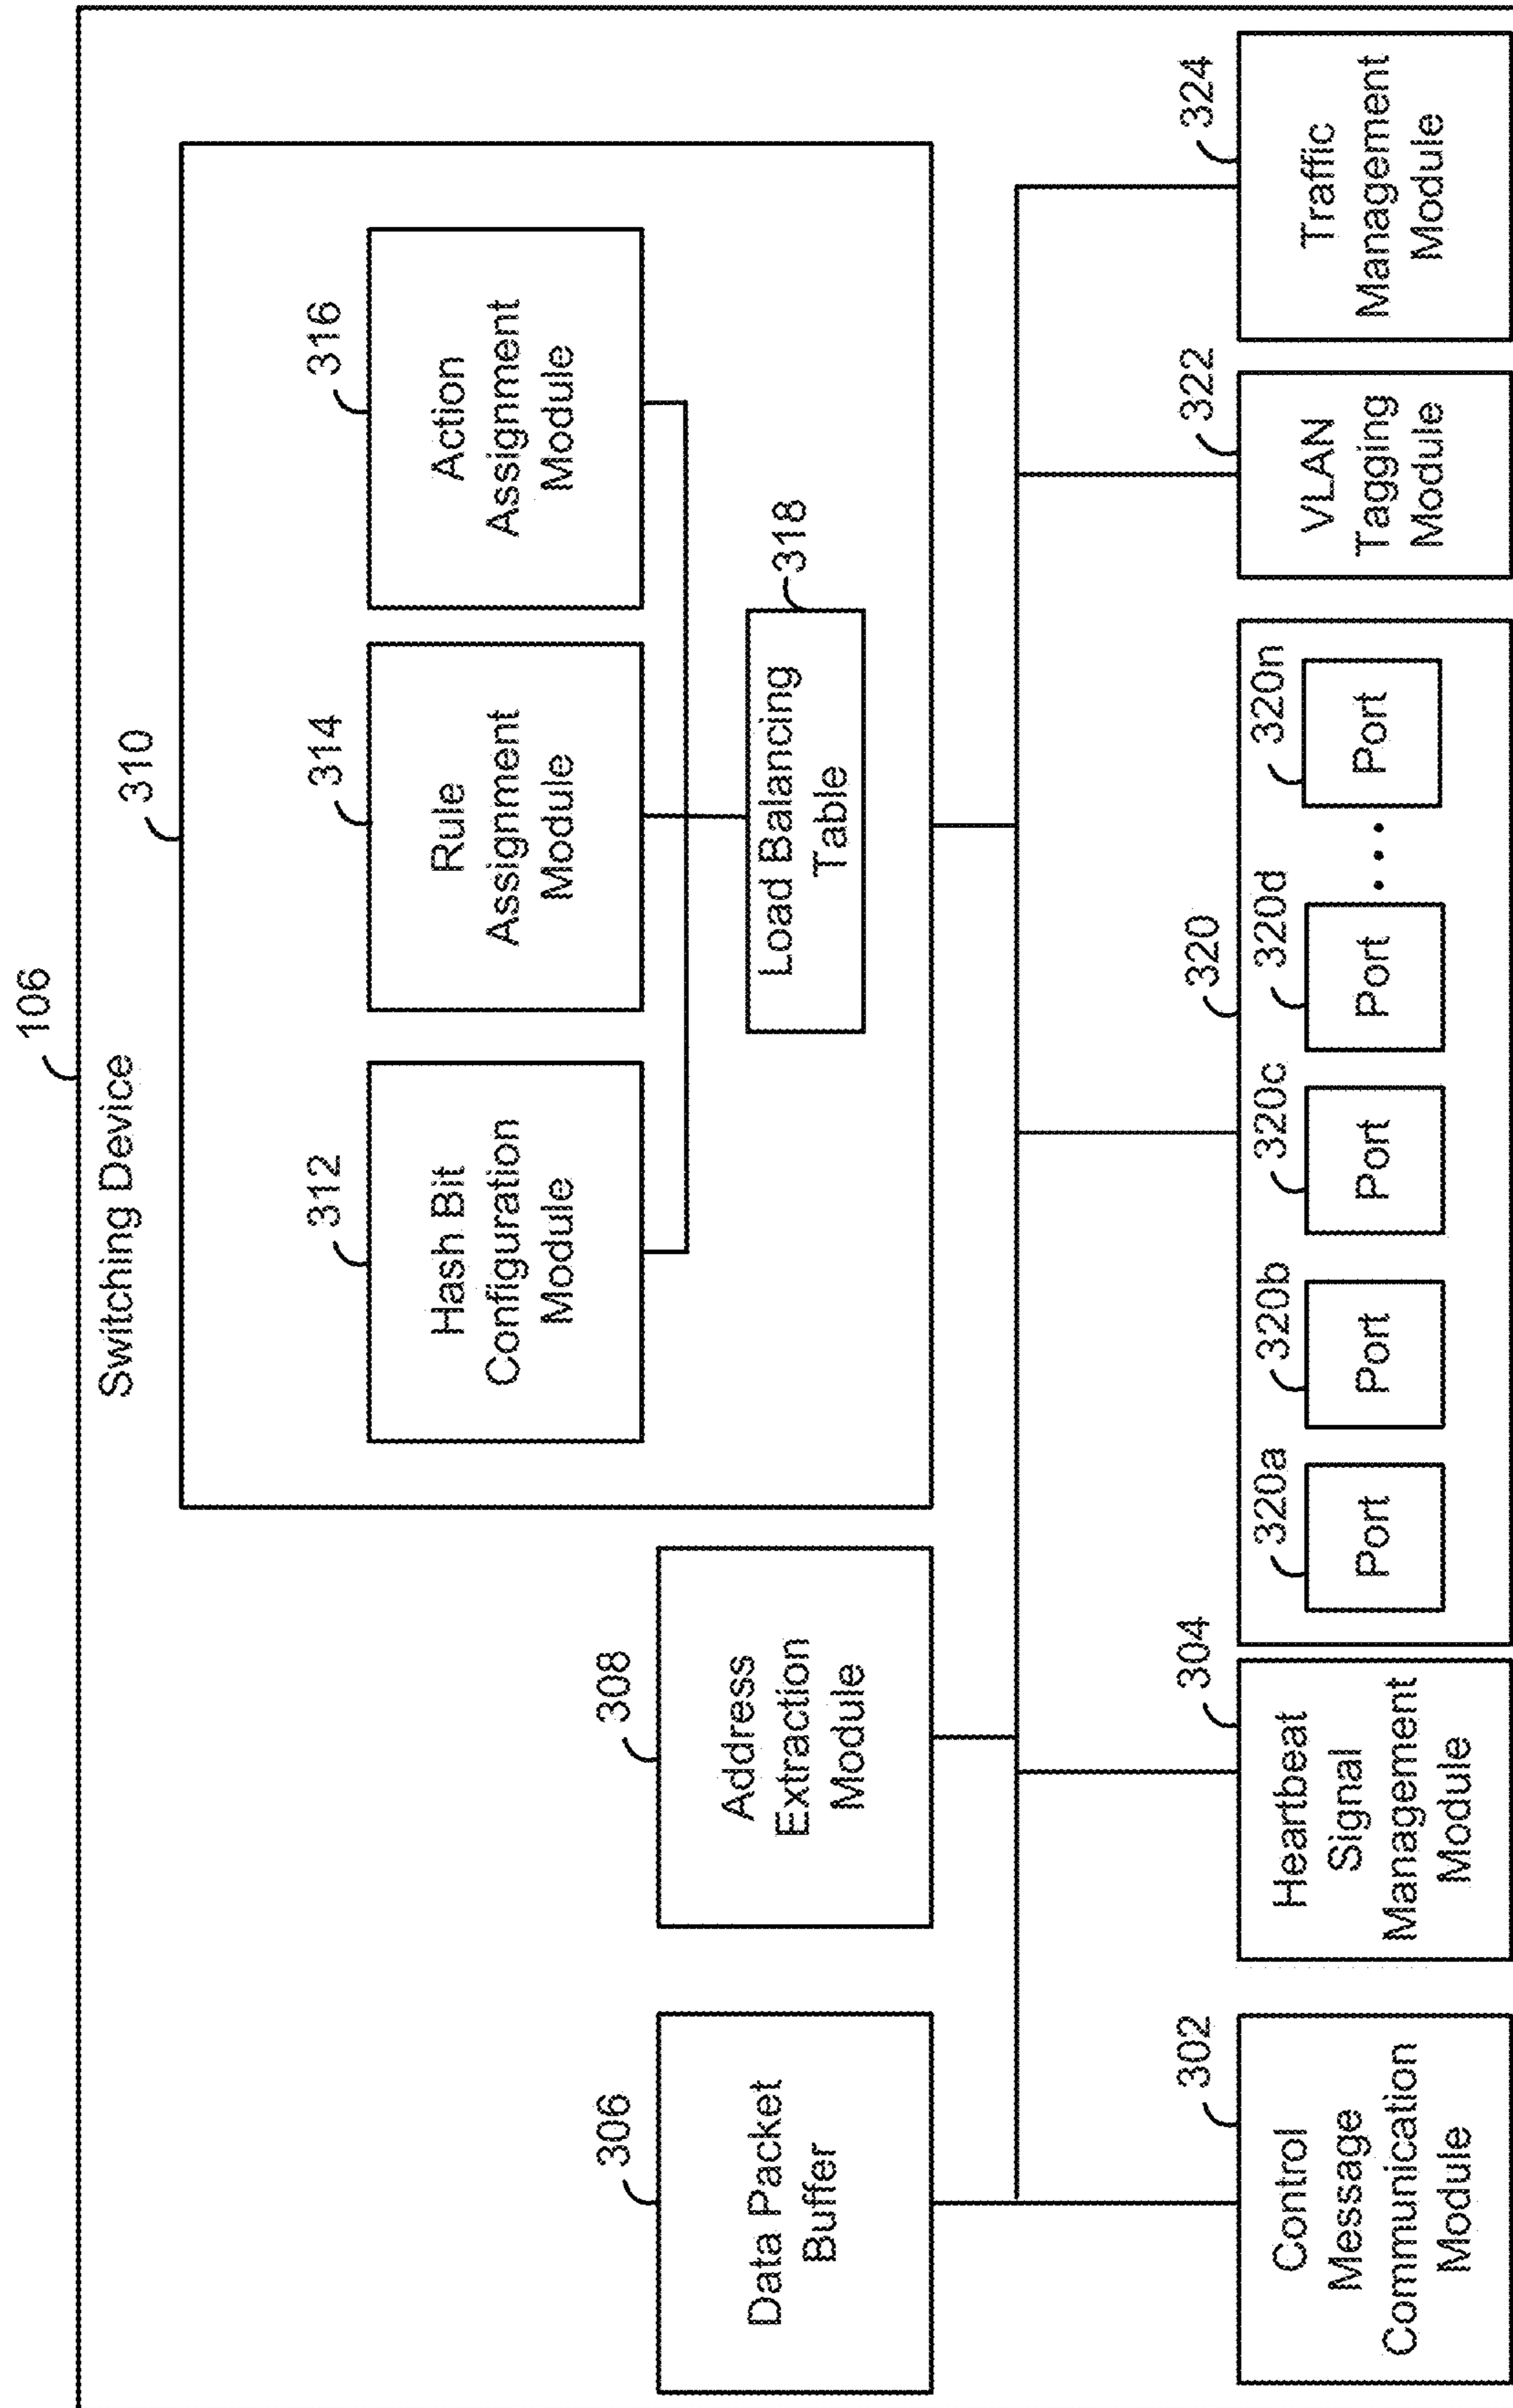 106
Switching Device
310
312
314
316
Hash Bit
Configuration
Module
Rule
Assignment
Module
Action
Assignment
Module
318
Load Balancing
Table
306
Data Packet
Buffer
308
Address
Extraction
Module
302
Control
Message
Communication
Module
304
Heartbeat
Signal
Management
Module
320
320a
Port
320b
Port
320c
Port
320d
Port
• • •
320n
Port
322
VLAN
Tagging
Module
324
Traffic
Management
Module